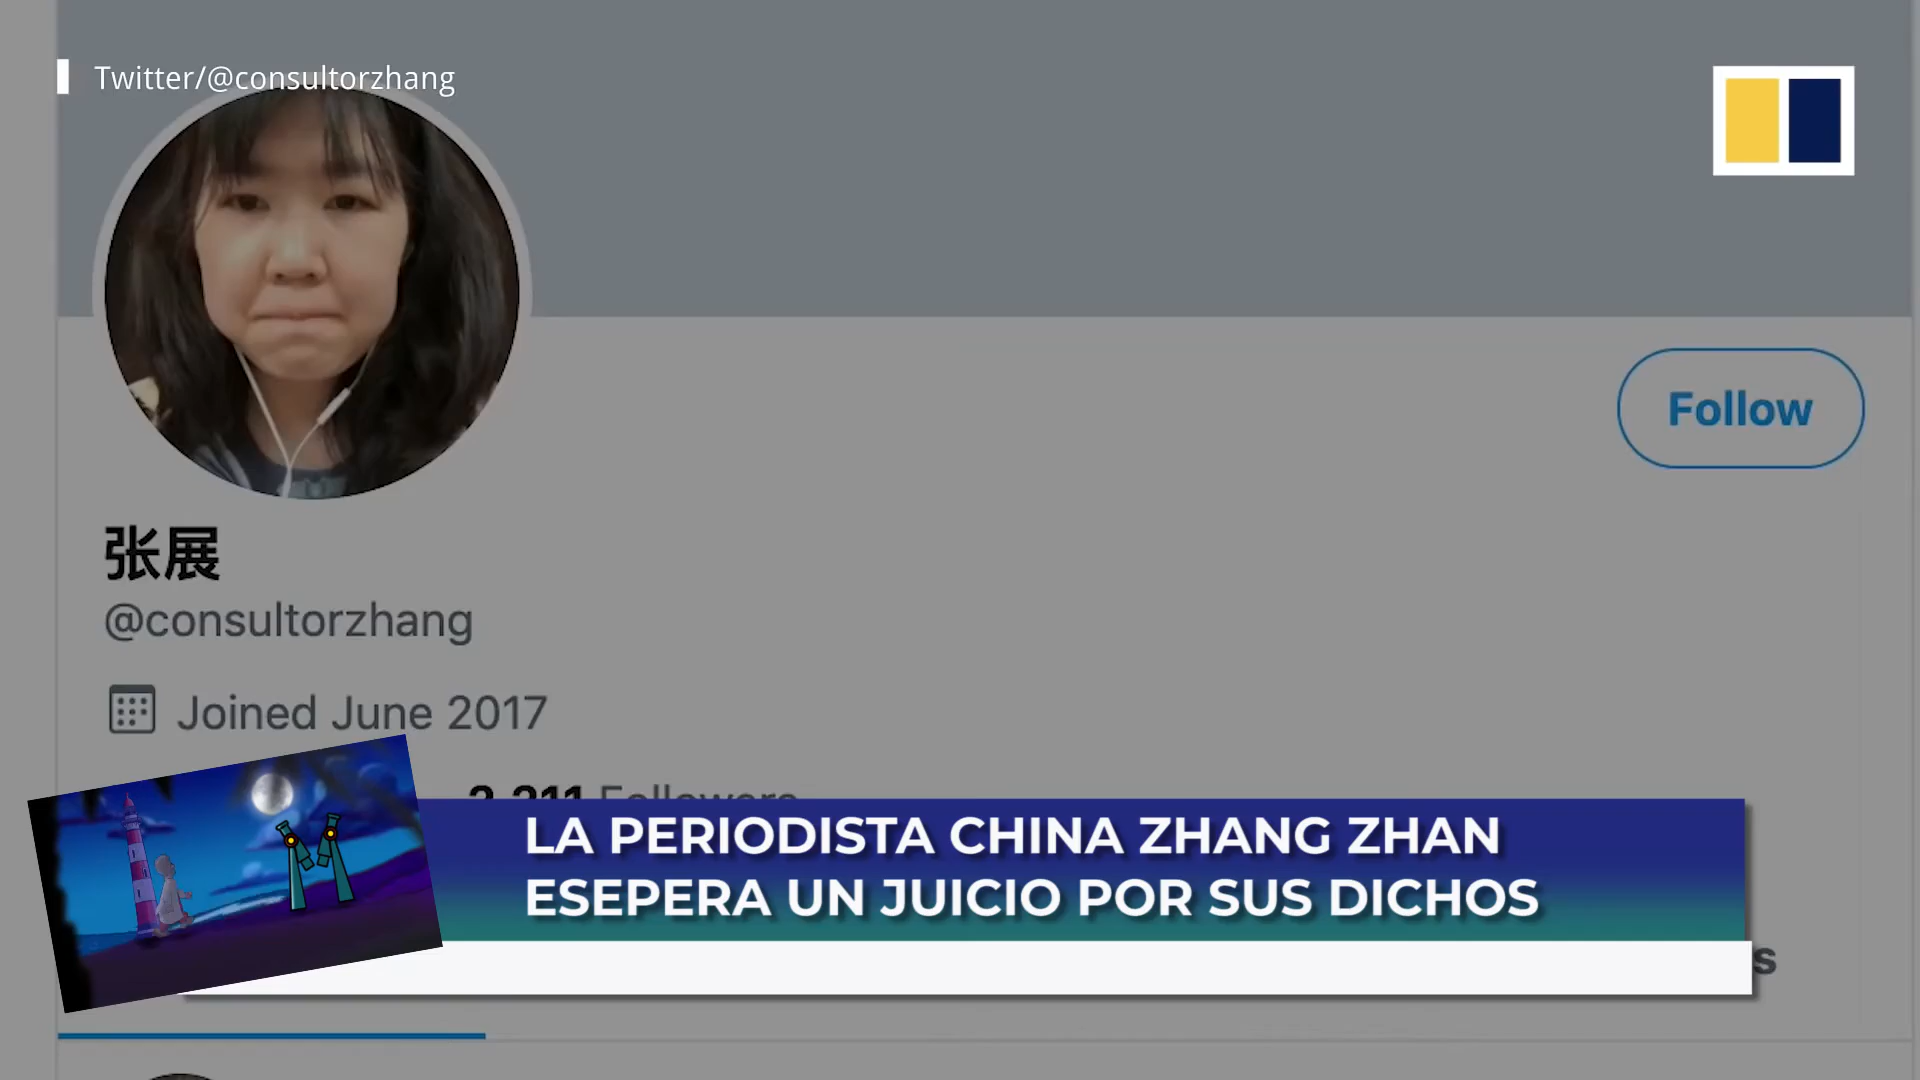 Twitter/@consultorzhang
Follow
张展
@consultorzhang
Joined June 2017
Followers
LA PERIODISTA CHINA ZHANG ZHAN
ESEPERA UN JUICIO POR SUS DICHOS
s